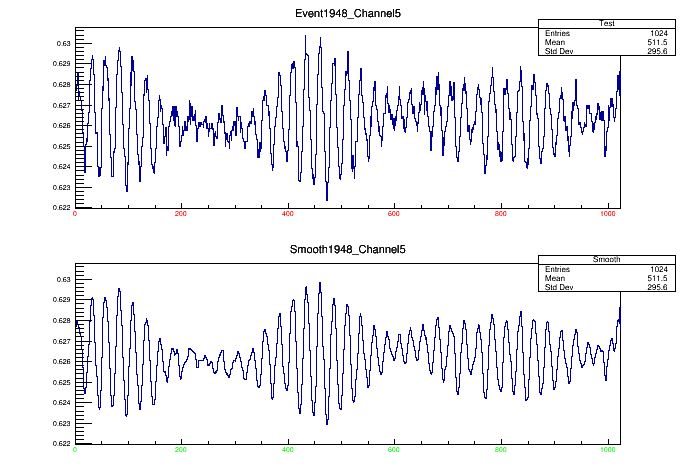 Event1948_Channel5
Test
Entries 1024
Mean 511.5
Std Dev 295.6
0.63
0.629
0.628
0.627
0.626
0.625
0.624
0.623
0.622
0 200 400 600 800 1000
Smooth1948_Channel5
Smooth
Entries 1024
Mean 511.5
Std Dev 295.6
0.63
0.629
0.628
0.627
0.626
0.625
0.624
0.623
0.622
0 200 400 600 800 1000